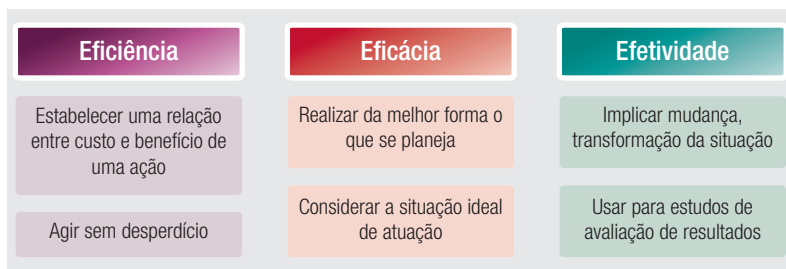 Eficiência
Estabelecer uma relação
entre custo e benefício de
uma ação
Agir sem desperdício
Eficácia
Realizar da melhor forma o
que se planeja
Considerar a situação ideal
de atuação
Efetividade
Implicar mudança,
transformação da situação
Usar para estudos de
avaliação de resultados